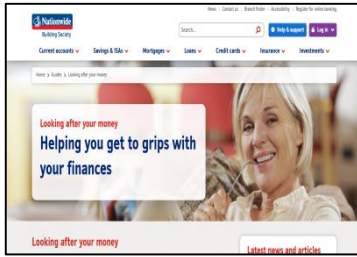 News | Contact us | Branch finder | Accessibility | Register for online banking
Nationwide
Building Society
Search...
Help & support
Log in
Current accounts
Savings & ISAs
Mortgages
Loans
Credit cards
Insurance
Investments
Home > Guides > Looking after your money
Looking after your money
Helping you get to grips with
your finances
Looking after your money
Latest news and articles